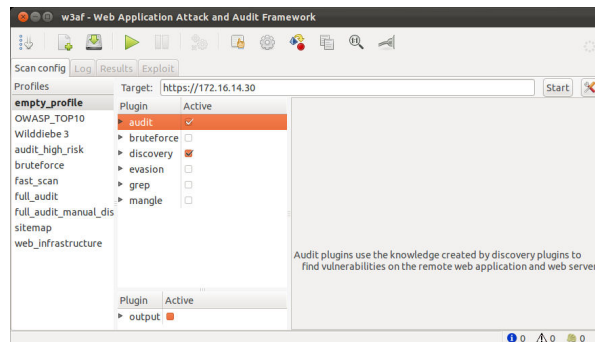 w3af - Web Application Attack and Audit Framework
Scan config Log Results Exploit
Profiles
empty_profile
OWASP_TOP10
Wilddiebe 3
audit_high_risk
bruteforce
fast_scan
full_audit
full_audit_manual_dis
sitemap
web_infrastructure
Target: https://172.16.14.30 Start
Plugin Active
audit
bruteforce
discovery
evasion
grep
mangle
Plugin Active
output
Audit plugins use the knowledge created by discovery plugins to
find vulnerabilities on the remote web application and web server
0 0 0